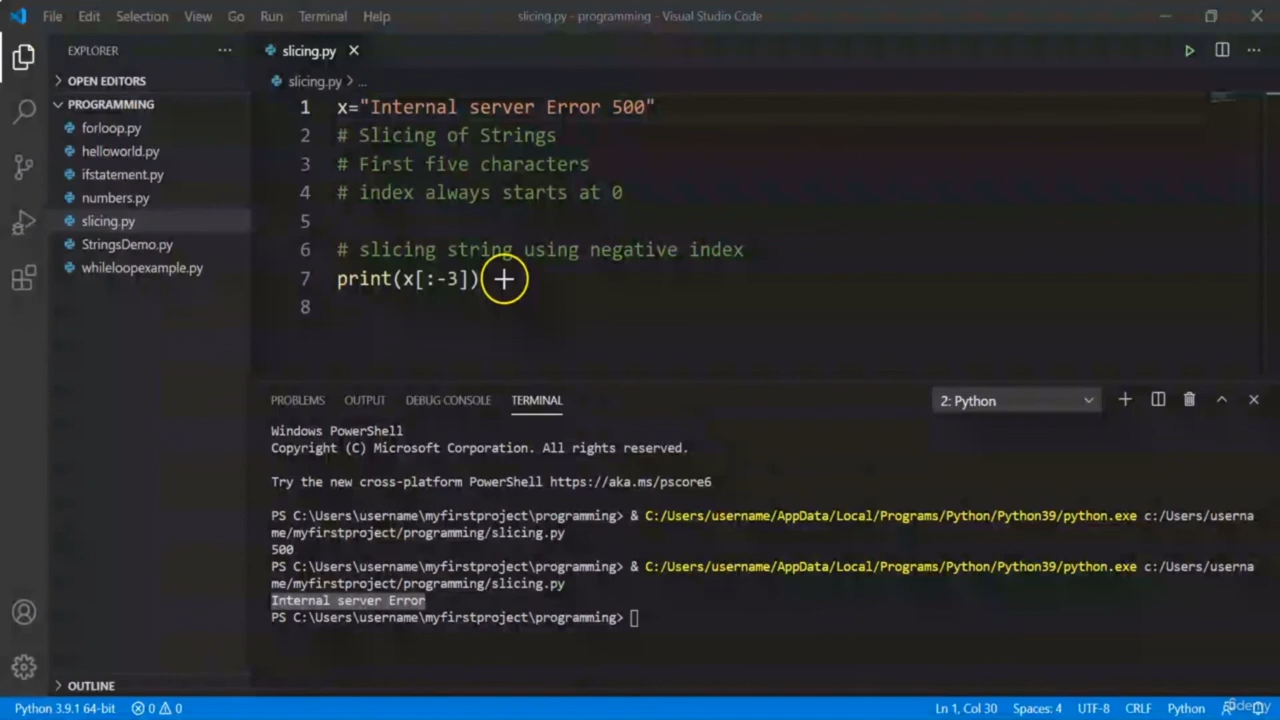 File Edit Selection View Go Run Terminal Help slicing.py - programming - Visual Studio Code
EXPLORER
slicing.py
OPEN EDITORS
slicing.py > ...
PROGRAMMING
forloop.py
helloworld.py
ifstatement.py
numbers.py
slicing.py
StringsDemo.py
whileloopexample.py
OUTLINE
1 x="Internal server Error 500"
2 # Slicing of Strings
3 # First five characters
4 # index always starts at 0
5
6 # slicing string using negative index
7 print(x[:-3])
8
PROBLEMS OUTPUT DEBUG CONSOLE TERMINAL 2: Python
Windows PowerShell
Copyright (C) Microsoft Corporation. All rights reserved.
Try the new cross-platform PowerShell https://aka.ms/pscore6
PS C:\Users\username\myfirstproject\programming> & C:/Users/username/AppData/Local/Programs/Python/Python39/python.exe c:/Users/userna
me/myfirstproject/programming/slicing.py
500
PS C:\Users\username\myfirstproject\programming> & C:/Users/username/AppData/Local/Programs/Python/Python39/python.exe c:/Users/userna
me/myfirstproject/programming/slicing.py
Internal server Error
PS C:\Users\username\myfirstproject\programming>
Python 3.9.1 64-bit 0 0 Ln 1, Col 30 Spaces: 4 UTF-8 CRLF Python
Udemy